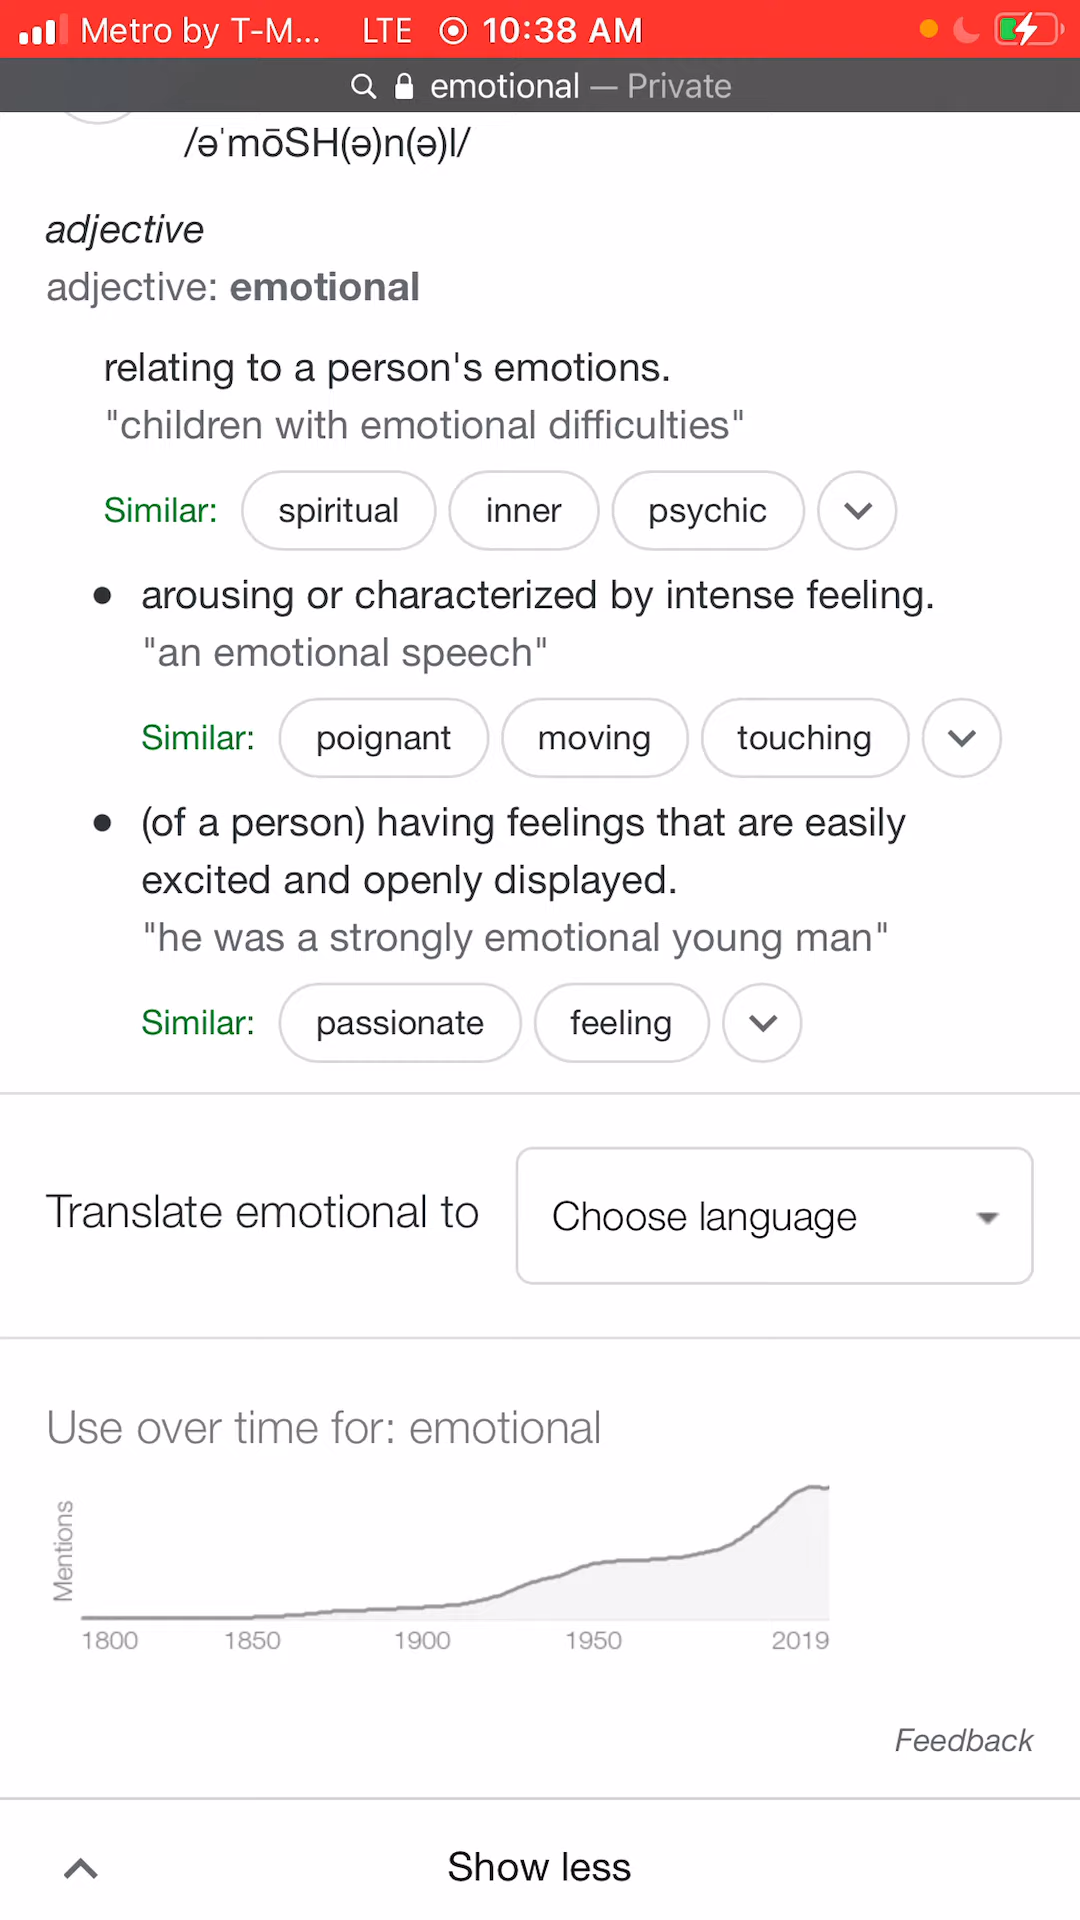 Metro by T-M... LTE 10:38 AM
emotional — Private
/əˈmōSH(ə)n(ə)l/
adjective
adjective: emotional
relating to a person's emotions.
"children with emotional difficulties"
Similar: spiritual inner psychic
• arousing or characterized by intense feeling.
"an emotional speech"
Similar: poignant moving touching
• (of a person) having feelings that are easily
excited and openly displayed.
"he was a strongly emotional young man"
Similar: passionate feeling
Translate emotional to Choose language
Use over time for: emotional
Mentions
1800 1850 1900 1950 2019
Feedback
Show less